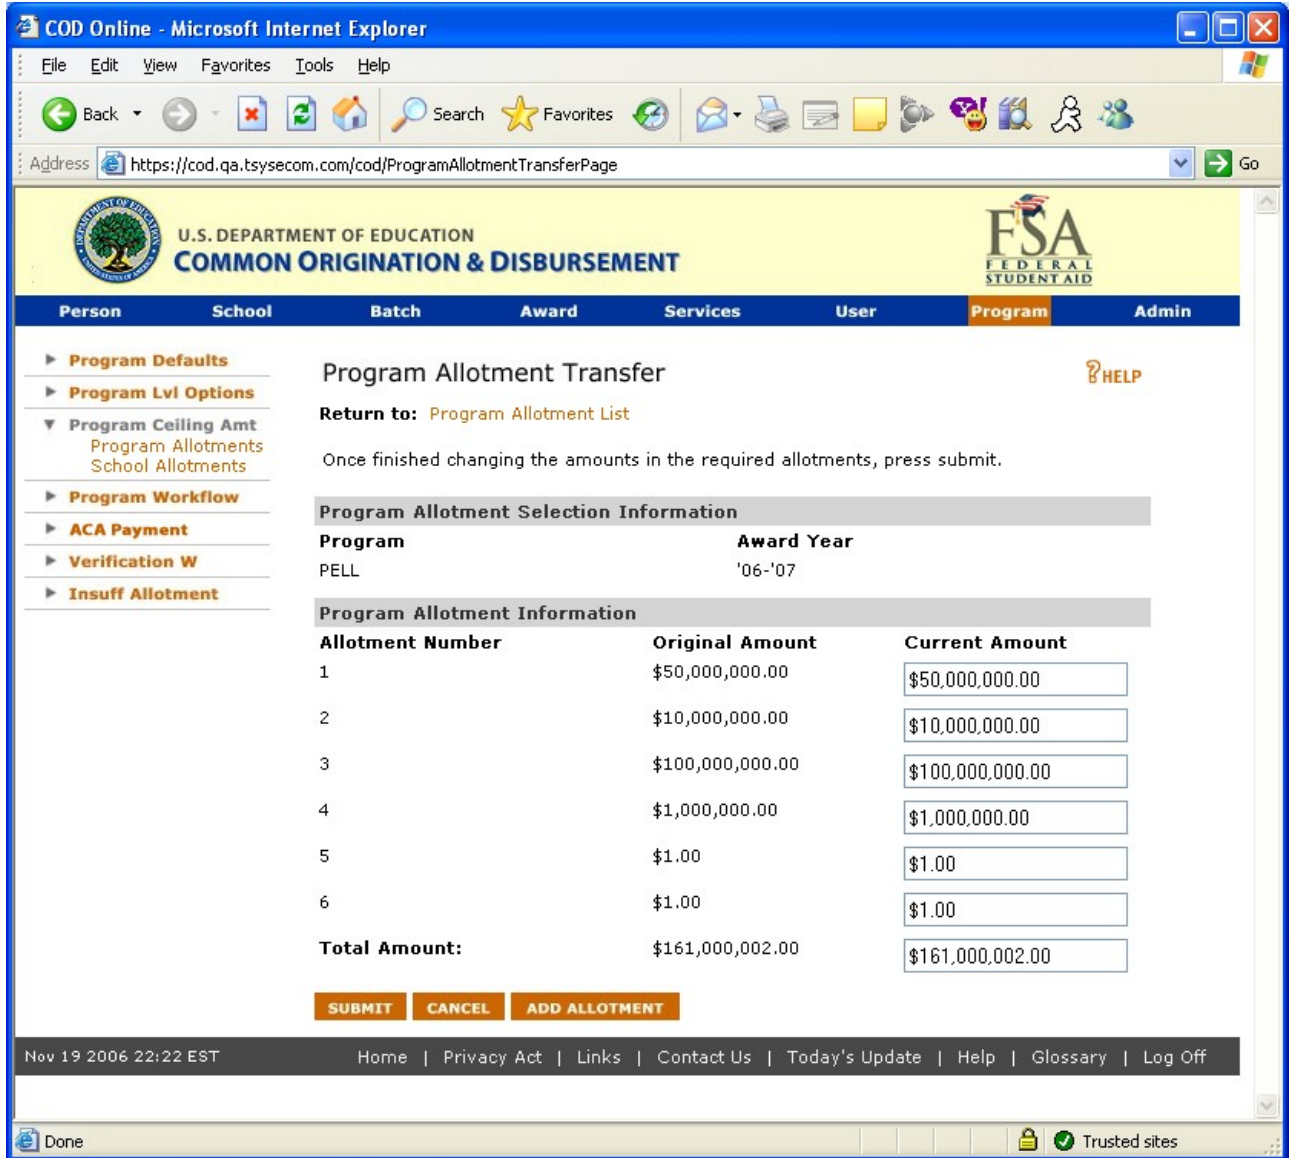 COD Online - Microsoft Internet Explorer
File Edit View Favorites Tools Help
Back Search Favorites
Address https://cod.qa.tsysecom.com/cod/ProgramAllotmentTransferPage Go
U.S. DEPARTMENT OF EDUCATION
COMMON ORIGINATION & DISBURSEMENT
FSA
FEDERAL
STUDENT AID
Person School Batch Award Services User Program Admin
Program Defaults
Program Lvl Options
Program Ceiling Amt
Program Allotments
School Allotments
Program Workflow
ACA Payment
Verification W
Insuff Allotment
Program Allotment Transfer
HELP
Return to: Program Allotment List
Once finished changing the amounts in the required allotments, press submit.
Program Allotment Selection Information
Program Award Year
PELL '06-'07
Program Allotment Information
Allotment Number Original Amount Current Amount
1 $50,000,000.00 $50,000,000.00
2 $10,000,000.00 $10,000,000.00
3 $100,000,000.00 $100,000,000.00
4 $1,000,000.00 $1,000,000.00
5 $1.00 $1.00
6 $1.00 $1.00
Total Amount: $161,000,002.00 $161,000,002.00
SUBMIT CANCEL ADD ALLOTMENT
Nov 19 2006 22:22 EST Home | Privacy Act | Links | Contact Us | Today's Update | Help | Glossary | Log Off
Done Trusted sites